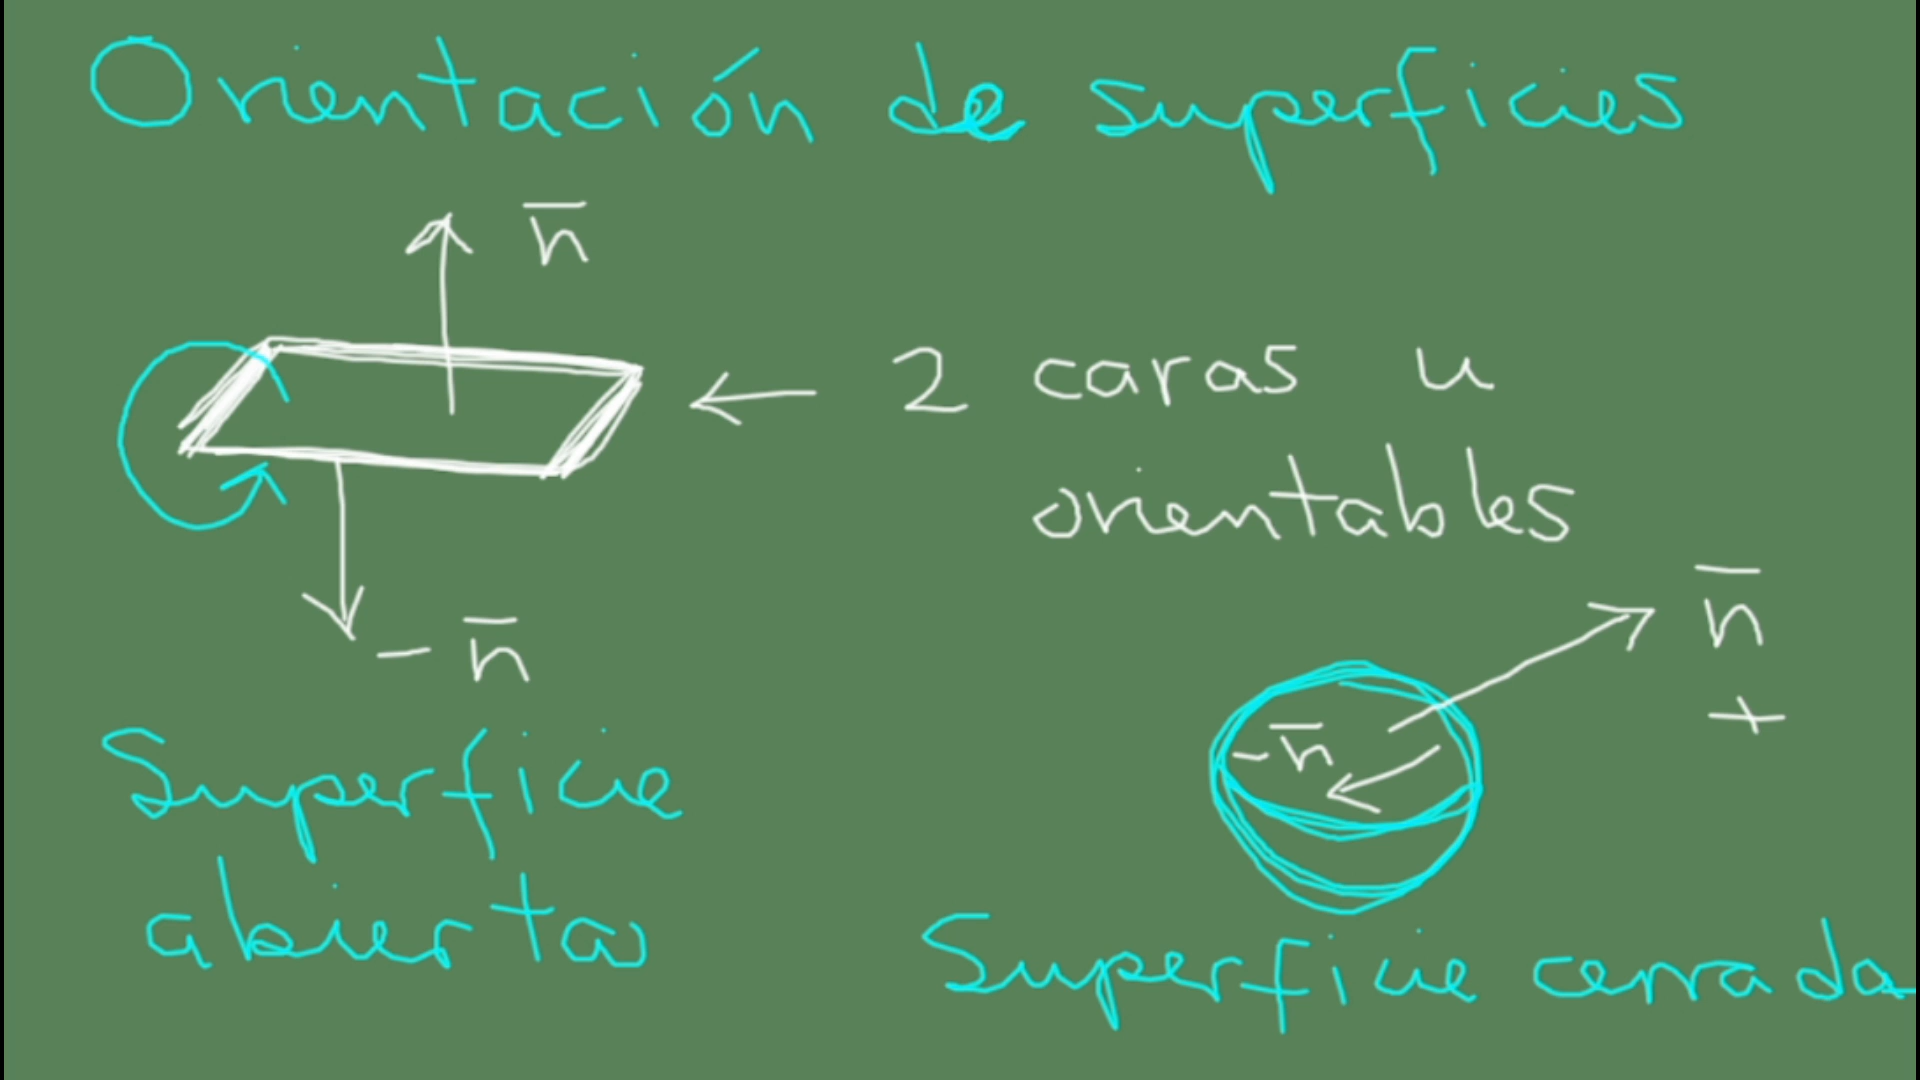 Orientación de superficies
n̅
2 caras u
orientables
- n̅
n̅
+
-n̅
Superficie
abierta
Superficie cerrada